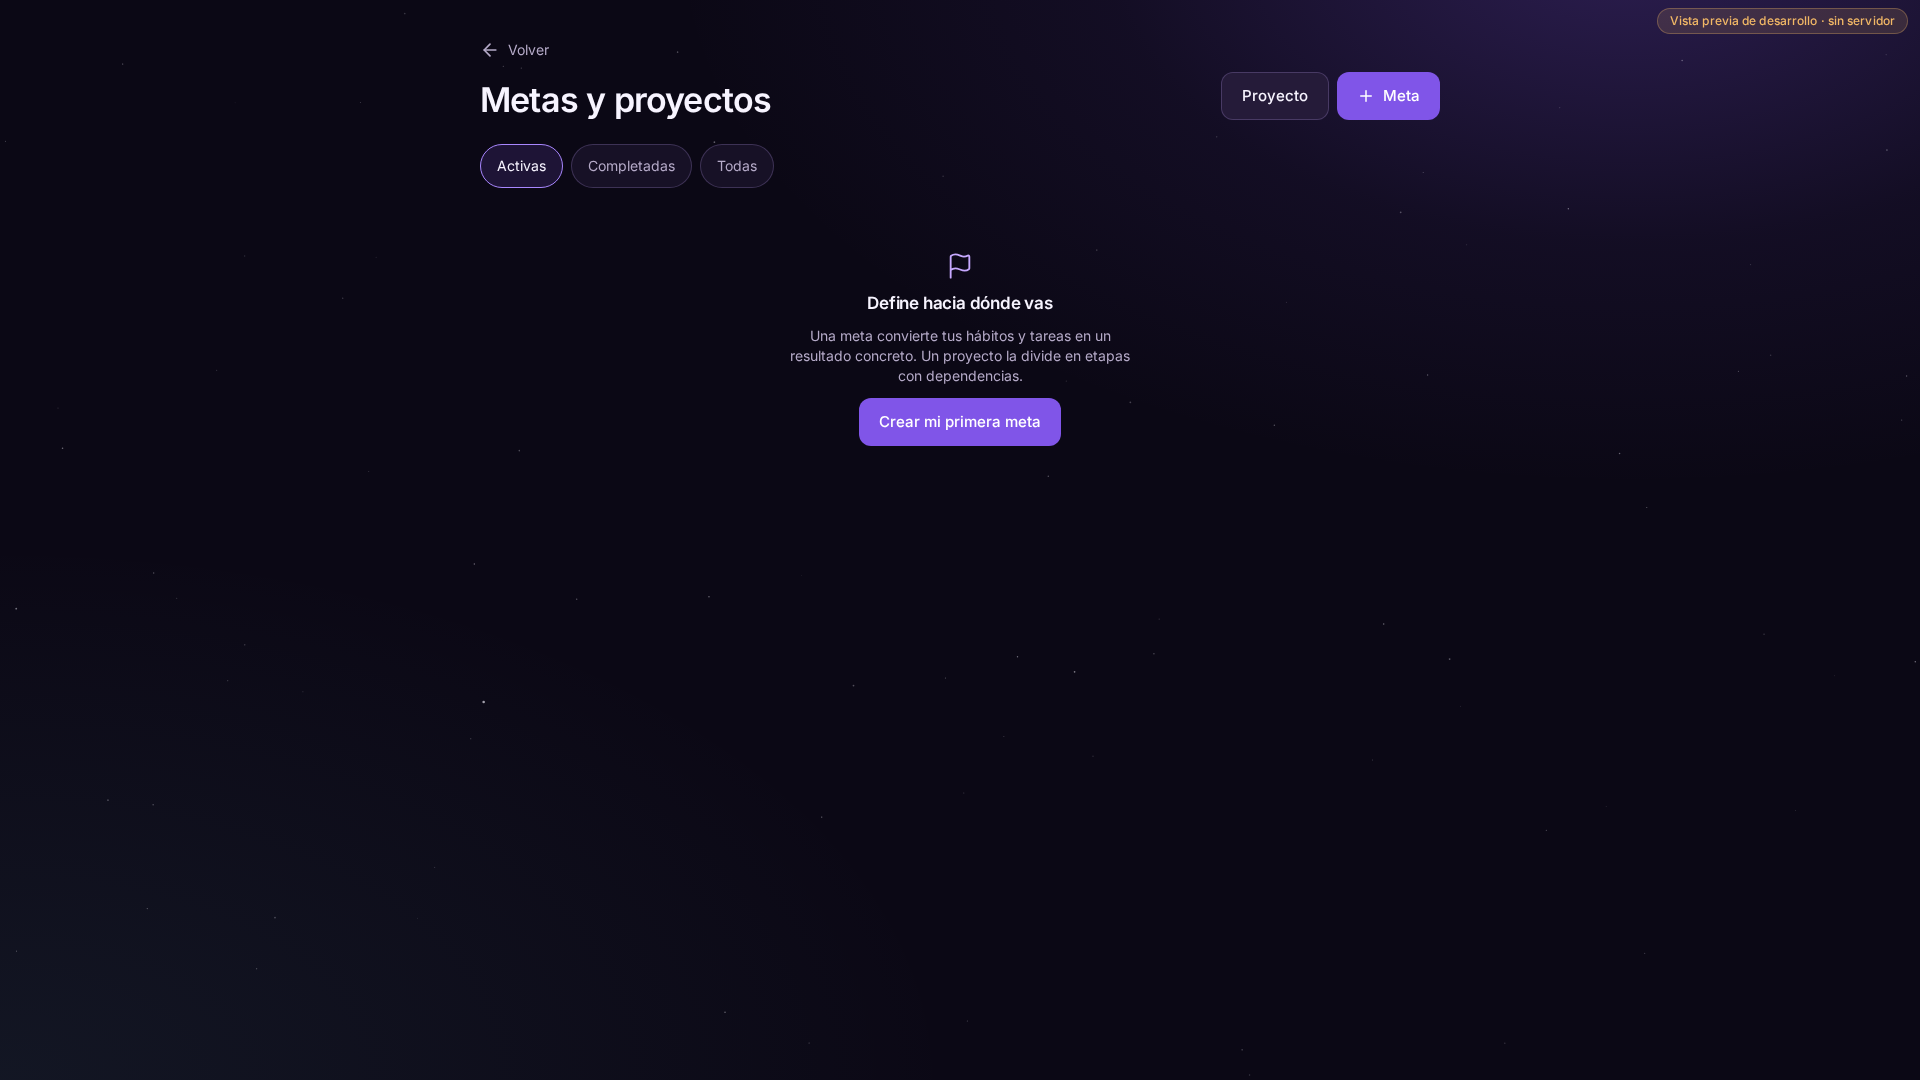 Vista previa de desarrollo · sin servidor
Volver
Metas y proyectos
Proyecto
Meta
Activas
Completadas
Todas
Define hacia dónde vas
Una meta convierte tus hábitos y tareas en un
resultado concreto. Un proyecto la divide en etapas
con dependencias.
Crear mi primera meta